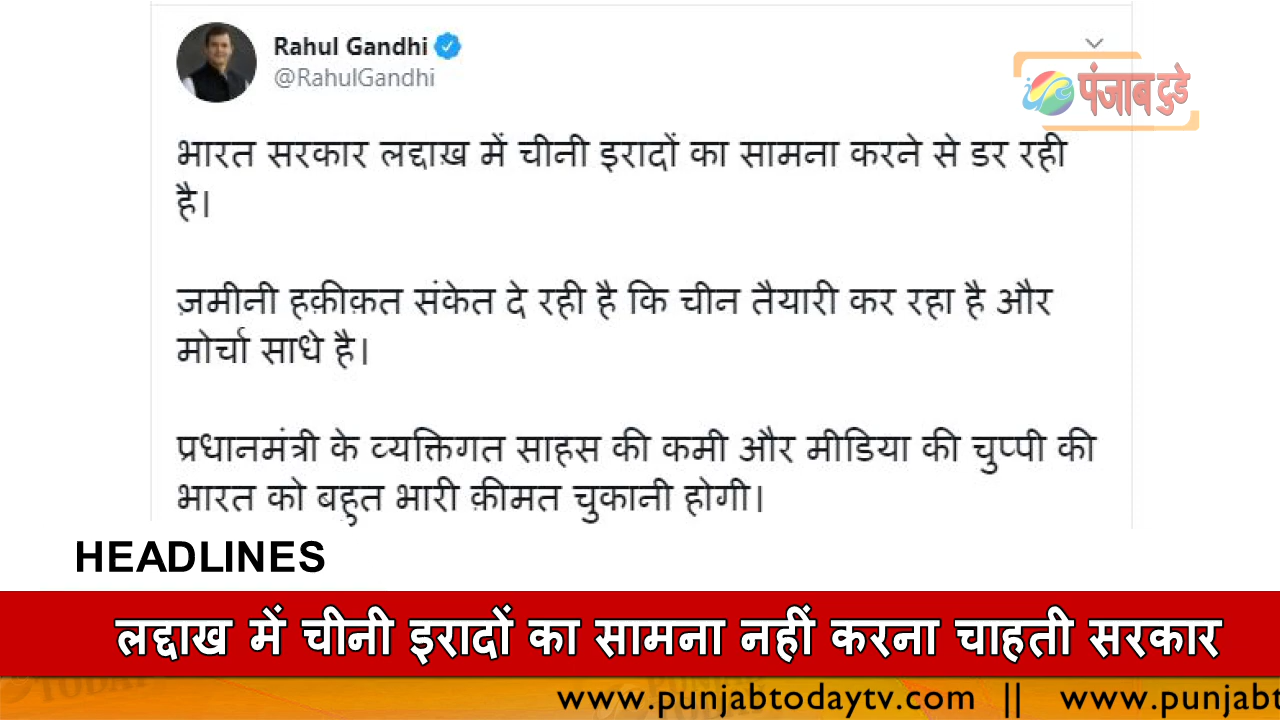 Rahul Gandhi
@RahulGandhi
पंजाब टुडे
भारत सरकार लद्दाख़ में चीनी इरादों का सामना करने से डर रही
है।
ज़मीनी हक़ीक़त संकेत दे रही है कि चीन तैयारी कर रहा है और
मोर्चा साधे है।
प्रधानमंत्री के व्यक्तिगत साहस की कमी और मीडिया की चुप्पी की
भारत को बहुत भारी क़ीमत चुकानी होगी।
HEADLINES
लद्दाख में चीनी इरादों का सामना नहीं करना चाहती सरकार
TODAY
www.punjabtodaytv.com || www.punjabt